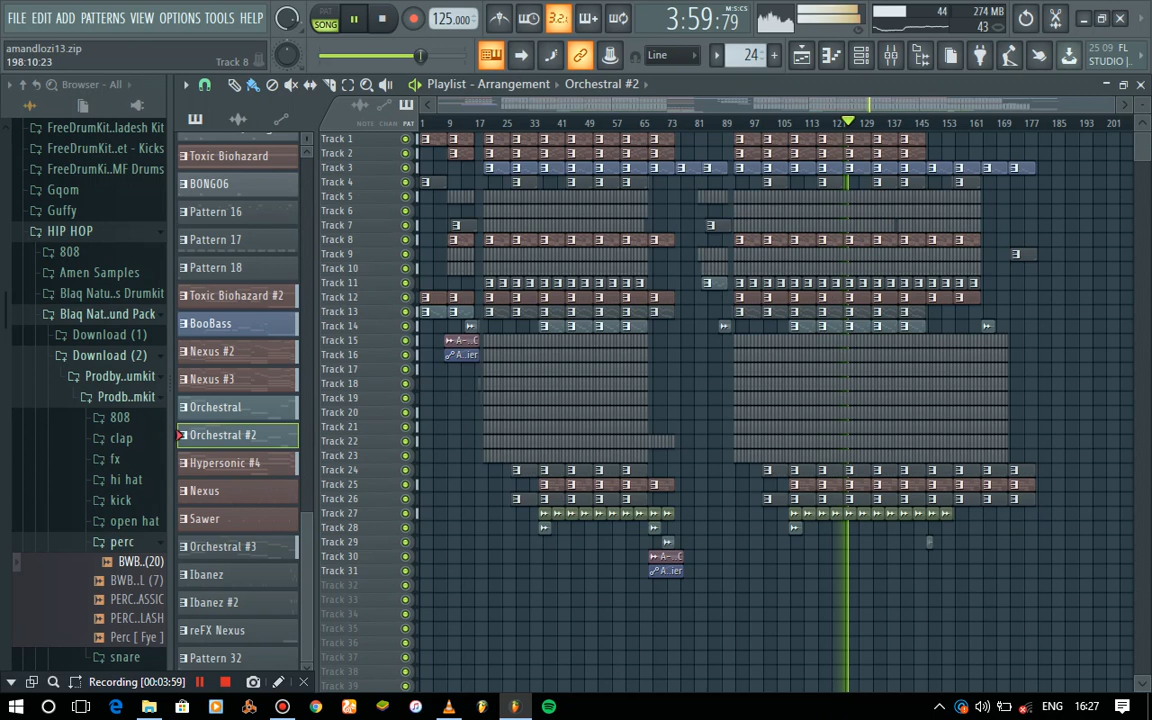 FILE EDIT ADD PATTERNS VIEW OPTIONS TOOLS HELP
PAT
SONG
125.000
3.2
3:59:79
M:S:CS
44
274 MB
43
amandlozi13.zip
198:10:23
Track 8
Line
24
25 09 FL
STUDIO |
Browser - All
Playlist - Arrangement
Orchestral #2
NOTE CHAN PAT
1 9 17 25 33 41 49 57 65 73 81 89 97 105 113 121 129 137 145 153 161 169 177 185 193 201
FreeDrumKit..ladesh Kit
FreeDrumKit..et - Kicks
FreeDrumKi..MF Drums
Gqom
Guffy
HIP HOP
808
Amen Samples
Blaq Natu..s Drumkit
Blaq Nat..und Pack
Download (1)
Download (2)
Prodby..umkit
Prodb..mkit
808
clap
fx
hi hat
kick
open hat
perc
BWB..(20)
BWB..L (7)
PERC..ASSIC
PERC..LASH
Perc [ Fye ]
snare
Toxic Biohazard
BONGO6
Pattern 16
Pattern 17
Pattern 18
Toxic Biohazard #2
BooBass
Nexus #2
Nexus #3
Orchestral
Orchestral #2
Hypersonic #4
Nexus
Sawer
Orchestral #3
Ibanez
Ibanez #2
reFX Nexus
Pattern 32
Track 1
Track 2
Track 3
Track 4
Track 5
Track 6
Track 7
Track 8
Track 9
Track 10
Track 11
Track 12
Track 13
Track 14
Track 15
A-..C
Track 16
A..ier
Track 17
Track 18
Track 19
Track 20
Track 21
Track 22
Track 23
Track 24
Track 25
Track 26
Track 27
Track 28
Track 29
Track 30
A-..C
Track 31
A..ier
Track 32
Track 33
Track 34
Track 35
Track 36
Track 37
Track 38
Track 39
Recording [00:03:59]
ENG
16:27